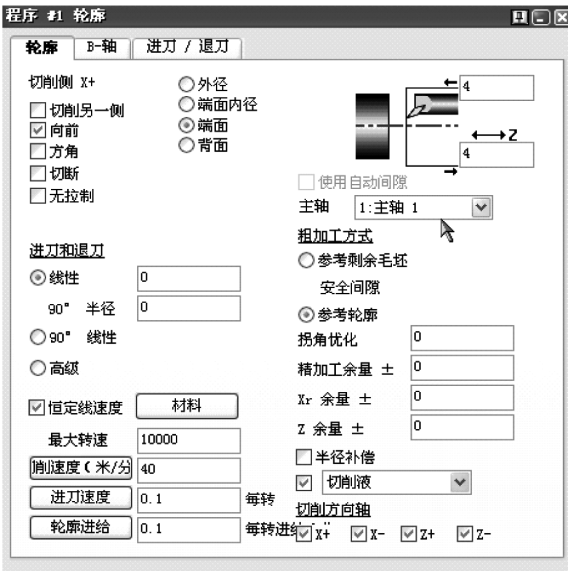 程序 #1 轮廓
轮廓 B-轴 进刀 / 退刀
切削侧 X+
切削另一侧
向前
方角
切断
无拉制
外径
端面内径
端面
背面
4
Z
4
使用自动间隙
主轴 1:主轴 1
进刀和退刀
线性 0
90° 半径 0
90° 线性
高级
粗加工方式
参考剩余毛坯
安全间隙
参考轮廓
拐角优化 0
精加工余量 ± 0
Xr 余量 ± 0
Z 余量 ± 0
半径补偿
切削液
切削方向轴
X+ X- Z+ Z-
恒定线速度 材料
最大转速 10000
削速度(米/分 40
进刀速度 0.1 每转
轮廓进给 0.1 每转进给